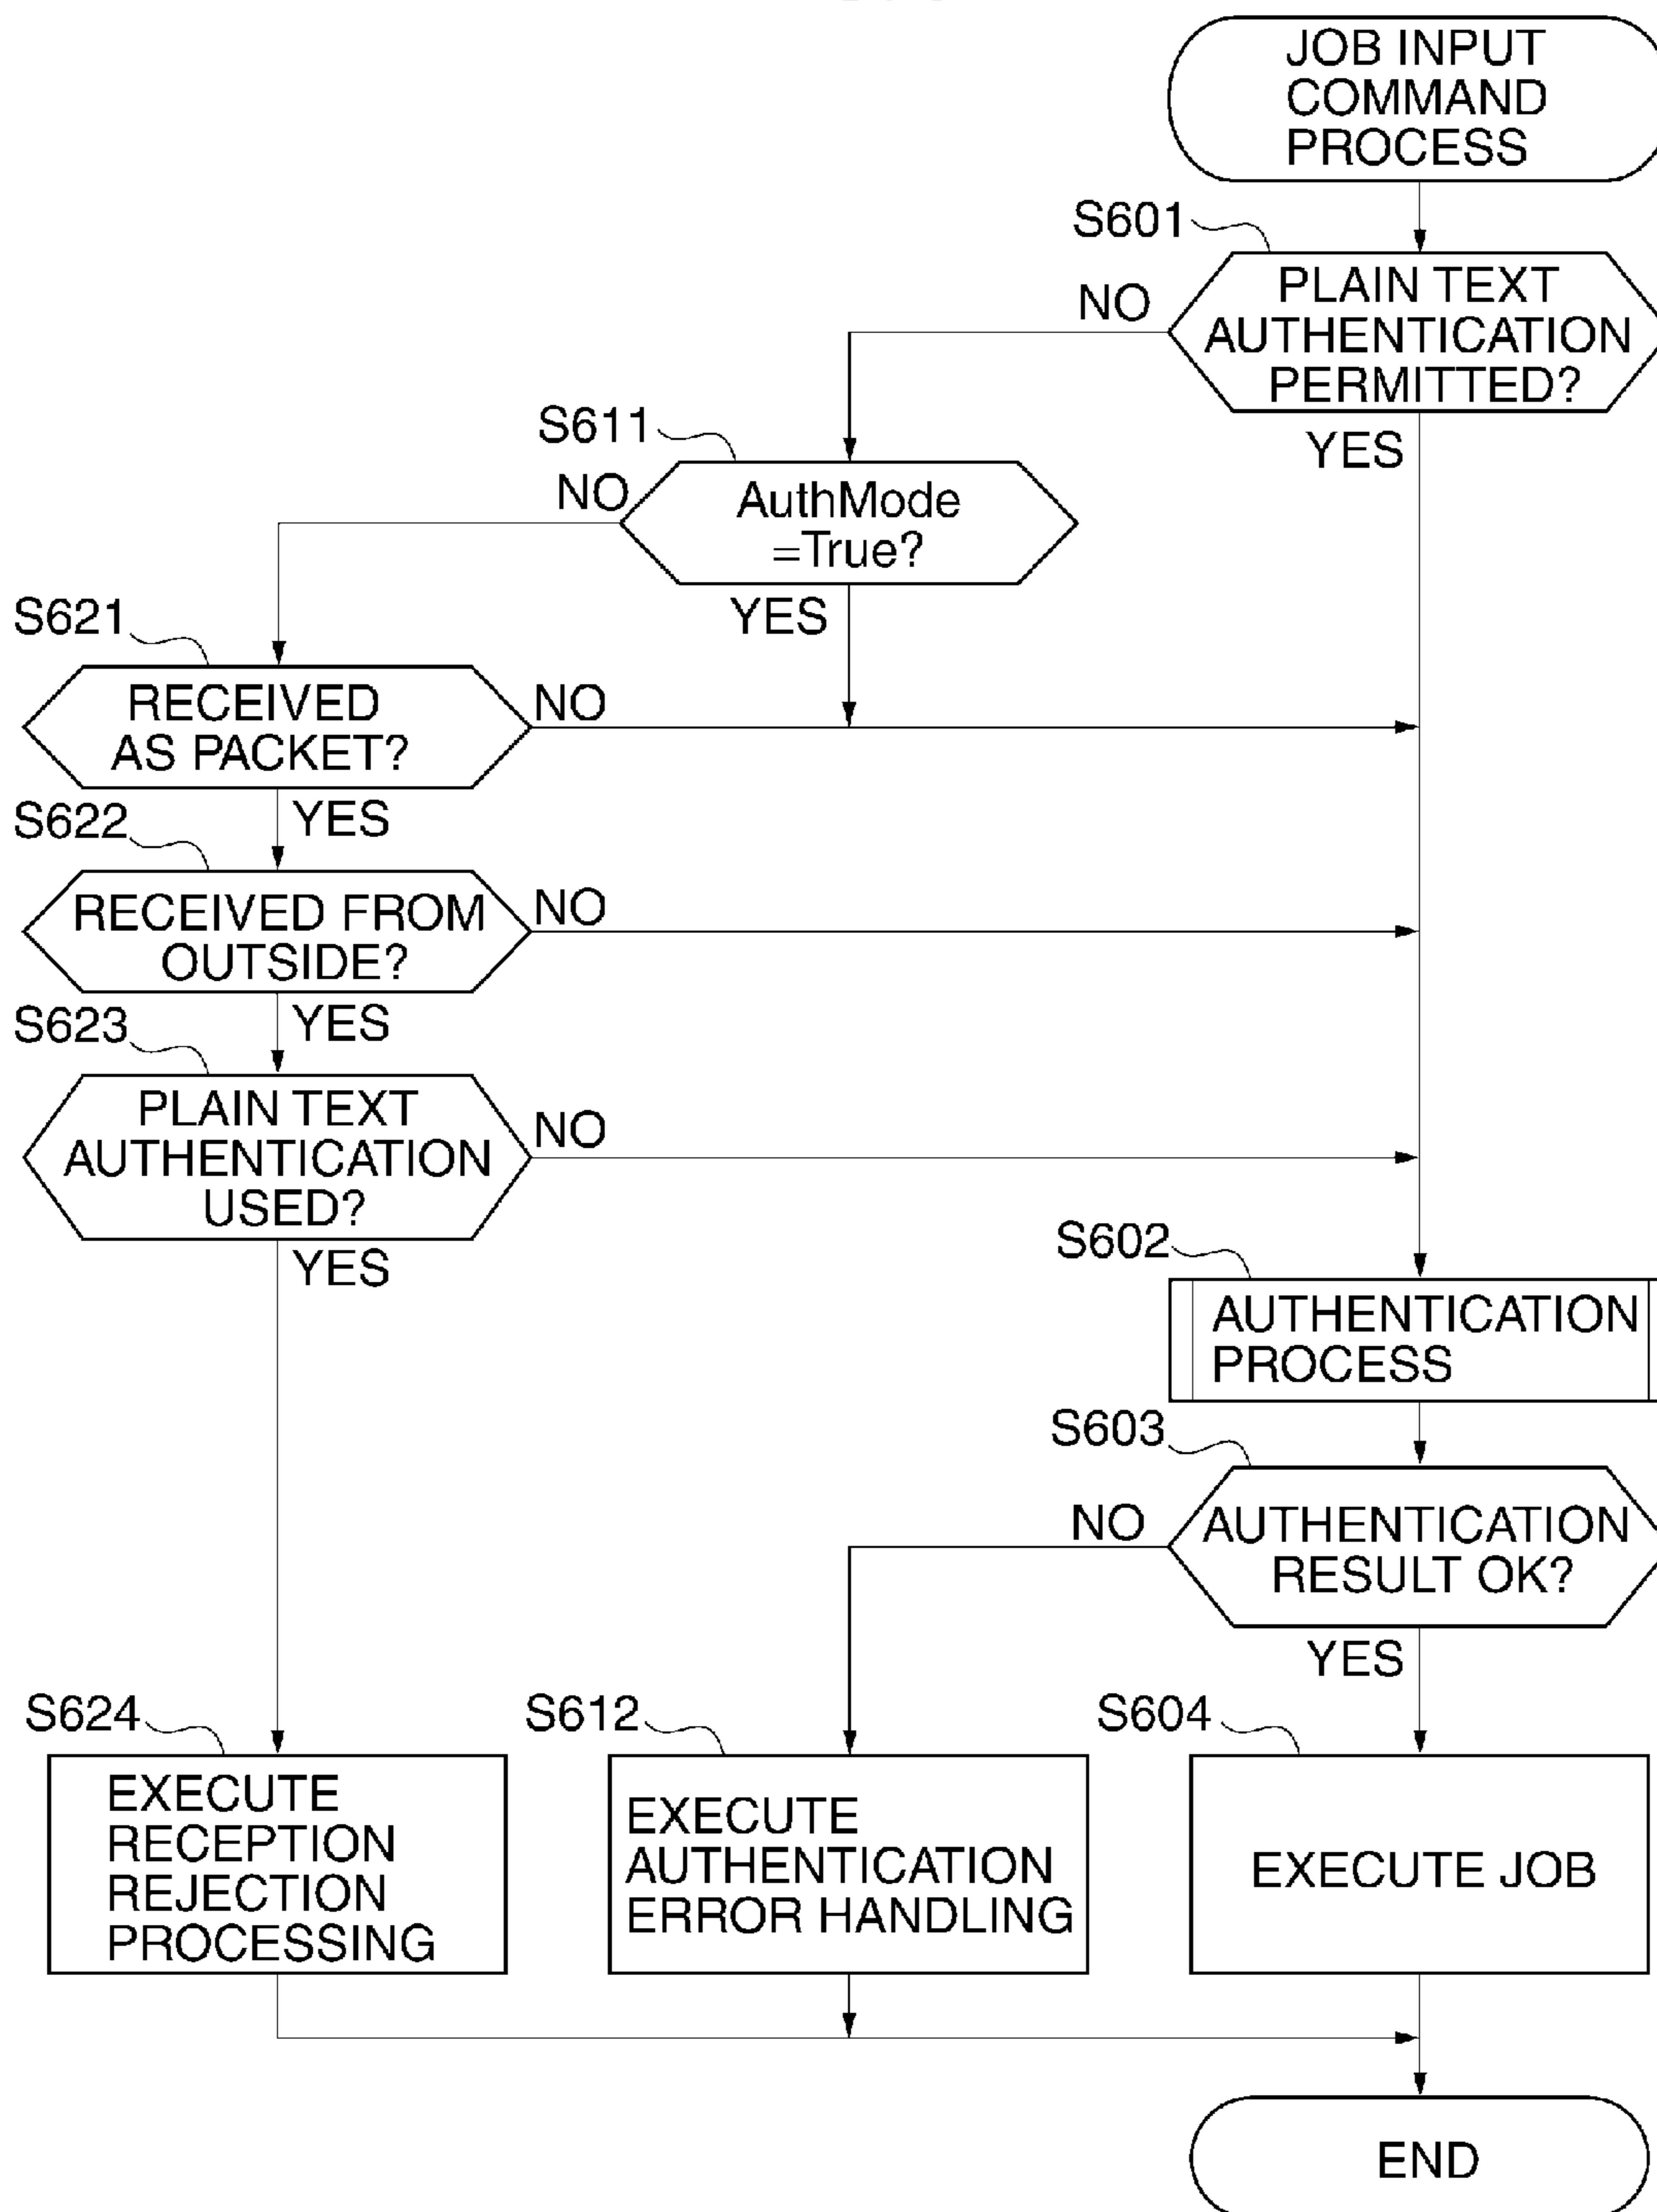 JOB INPUT
COMMAND
PROCESS
S601
PLAIN TEXT
AUTHENTICATION
PERMITTED?
NO
YES
S611
AuthMode
=True?
NO
YES
S621
RECEIVED
AS PACKET?
NO
YES
S622
RECEIVED FROM
OUTSIDE?
NO
YES
S623
PLAIN TEXT
AUTHENTICATION
USED?
NO
YES
S602
AUTHENTICATION
PROCESS
S603
AUTHENTICATION
RESULT OK?
NO
YES
S624
EXECUTE
RECEPTION
REJECTION
PROCESSING
S612
EXECUTE
AUTHENTICATION
ERROR HANDLING
S604
EXECUTE JOB
END